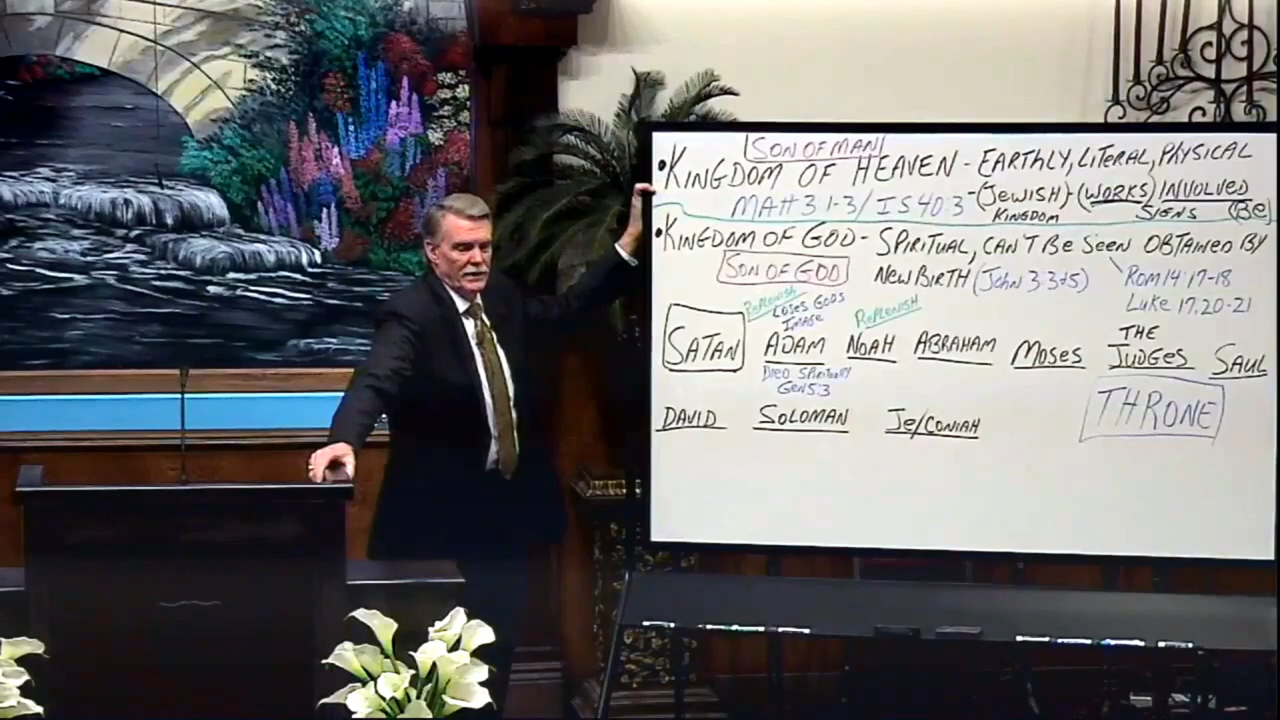 SON OF MAN
• KINGDOM OF HEAVEN - EARTHLY, LITERAL, PHYSICAL
MATT 3 1-3 / IS 40:3 - (JEWISH) - (WORKS) INVOLVED
KINGDOM SIGNS (BE)
• KINGDOM OF GOD - SPIRITUAL, CAN'T BE SEEN OBTAINED BY
SON OF GOD NEW BIRTH (John 3:3+5) Rom 14:17-18
Luke 17:20-21
REPLENISH LOSES GODS REPLENISH
IMAGE THE
SATAN ADAM NOAH ABRAHAM MOSES JUDGES SAUL
DIED SPIRITUALLY
GEN 5:3
DAVID SOLOMAN Je/CONIAH THRONE